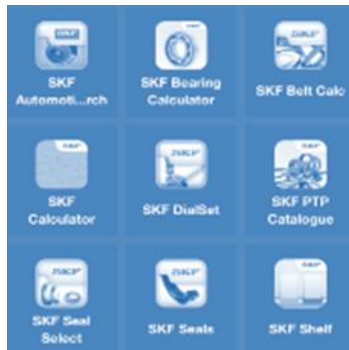 SKF
Automoti...rch
SKF Bearing
Calculator
SKF Belt Calc
SKF
Calculator
SKF DialSet
SKF PTP
Catalogue
SKF Seal
Select
SKF Seals
SKF Shelf